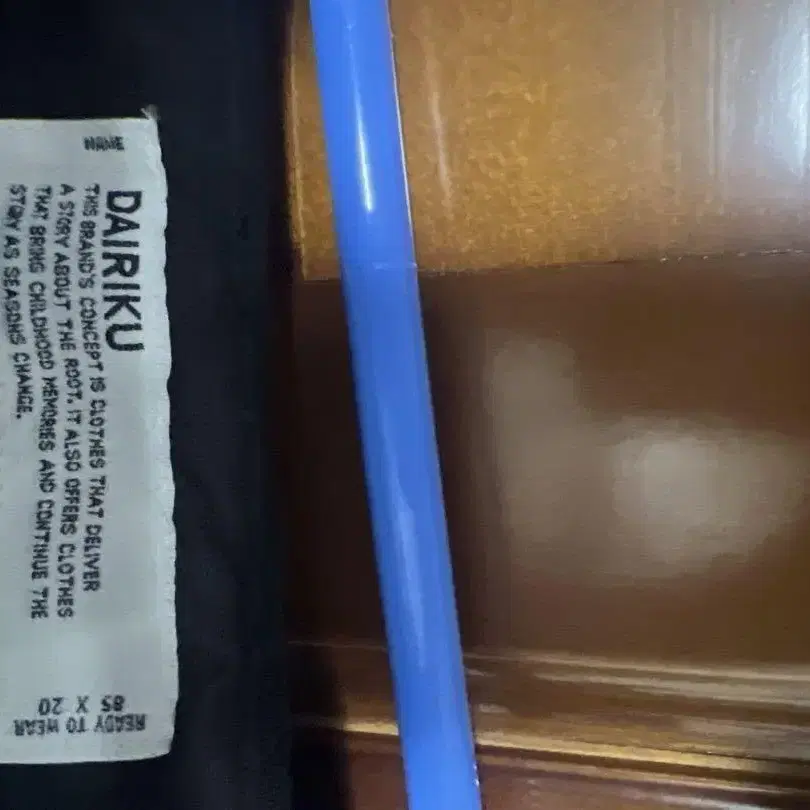 NAME
DAIRIKU
THIS BRAND'S CONCEPT IS CLOTHES THAT DELIVER
A STORY ABOUT THE ROOT. IT ALSO OFFERS CLOTHES
THAT BRING CHILDHOOD MEMORIES AND CONTINUE THE
STORY AS SEASONS CHANGE.
85 X 20
READY TO WEAR